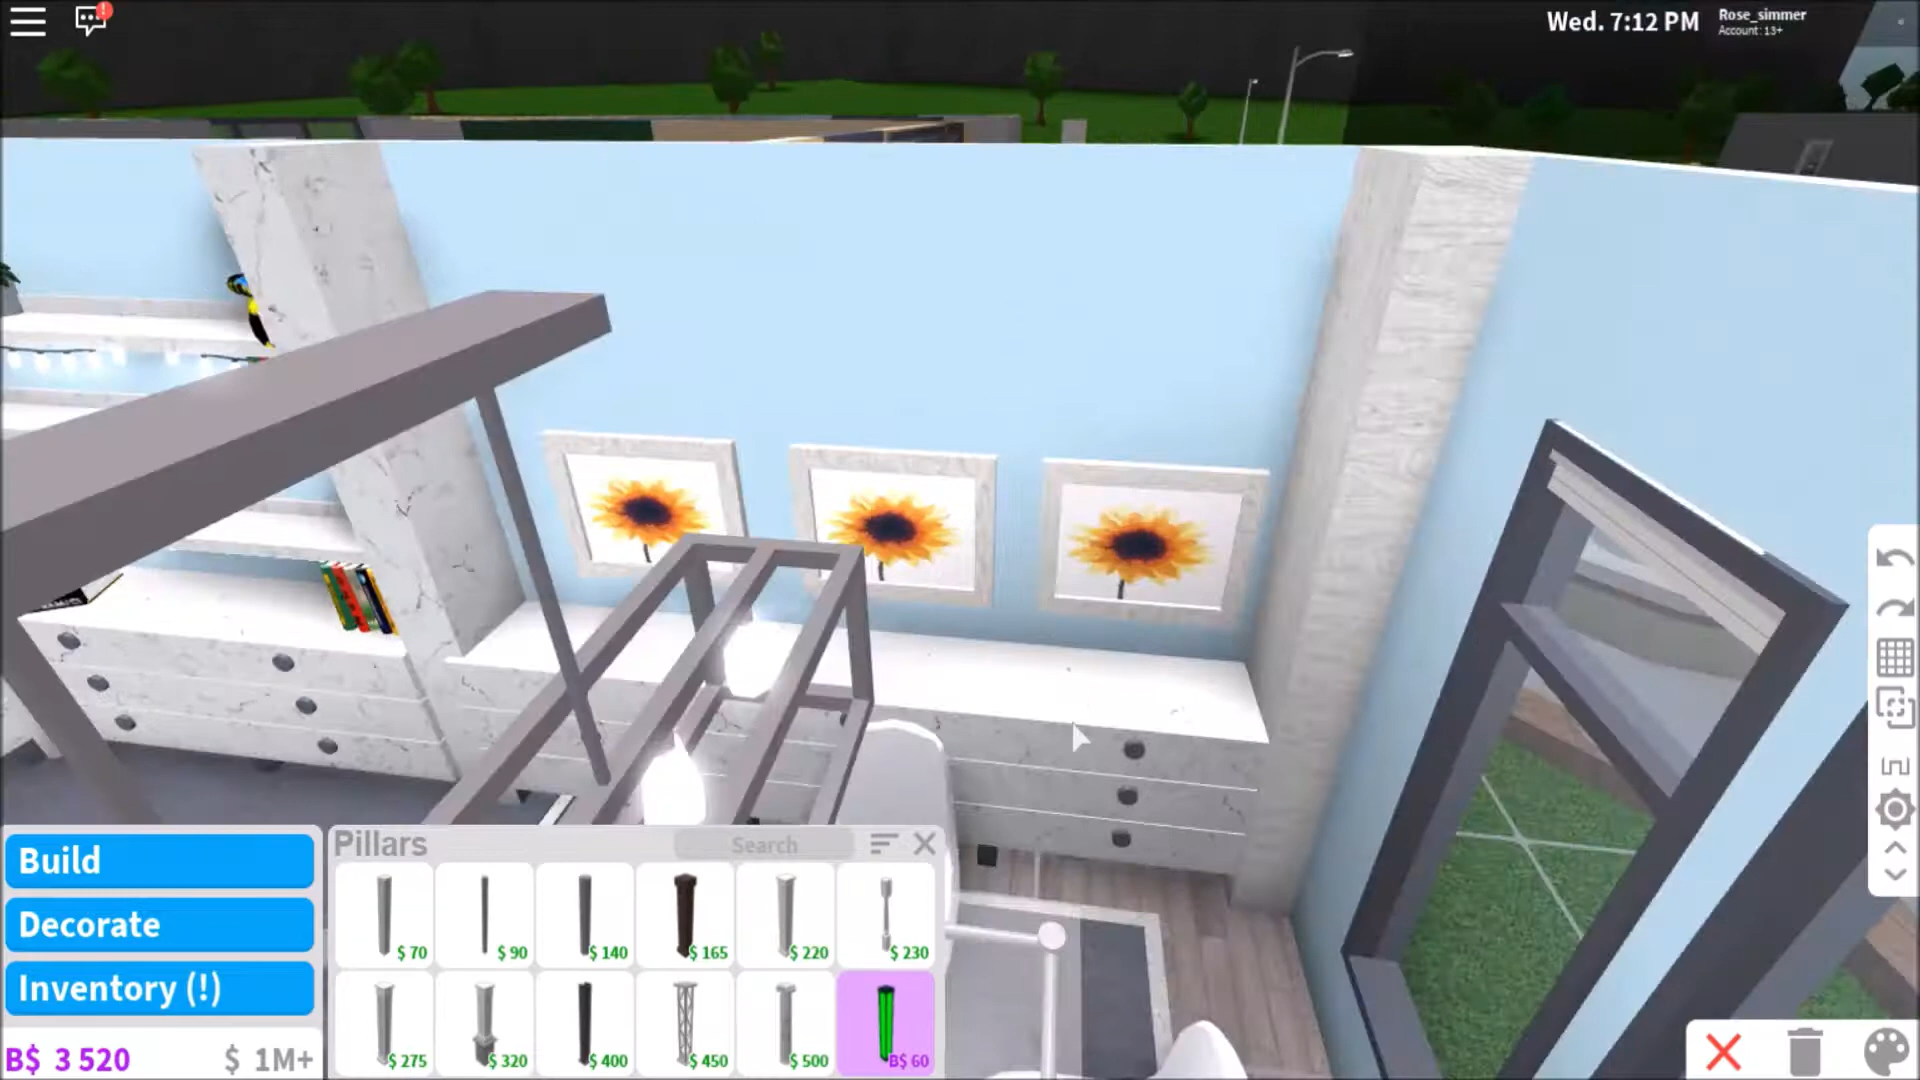 Wed. 7:12 PM
Rose_simmer
Account: 13+
Build
Decorate
Inventory (!)
B$ 3 520
$ 1M+
Pillars
Search
$ 70
$ 90
$ 140
$ 165
$ 220
$ 230
$ 275
$ 320
$ 400
$ 450
$ 500
B$ 60